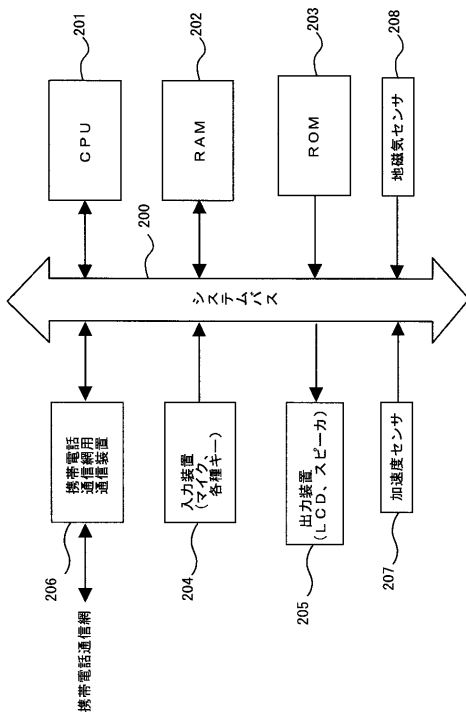 201
CPU
202
RAM
203
ROM
208
地磁気センサ
200
システムバス
携帯電話
通信網用
通信装置
206
携帯電話通信網
入力装置
(マイク、
各種キー)
204
出力装置
(LCD、スピーカ)
205
加速度センサ
207